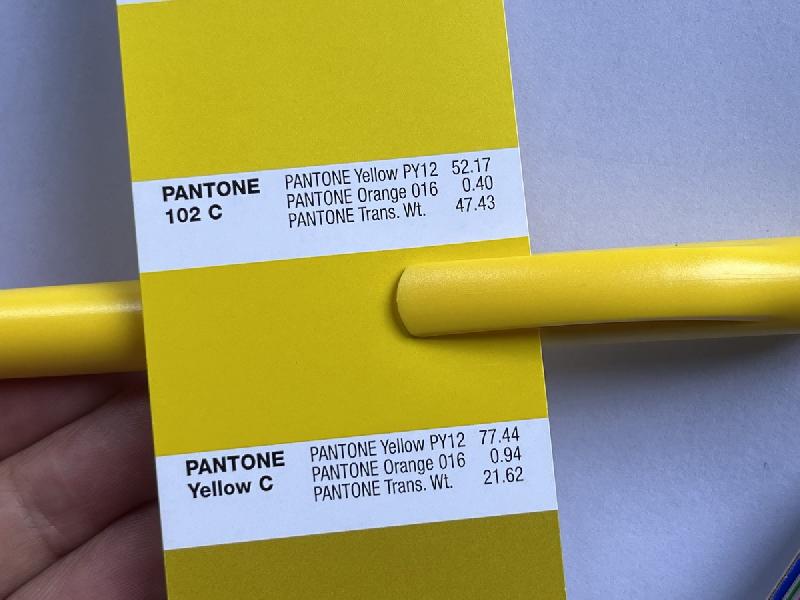 PANTONE
102 C
PANTONE Yellow PY12 52.17
PANTONE Orange 016 0.40
PANTONE Trans. Wt. 47.43
PANTONE
Yellow C
PANTONE Yellow PY12 77.44
PANTONE Orange 016 0.94
PANTONE Trans. Wt. 21.62